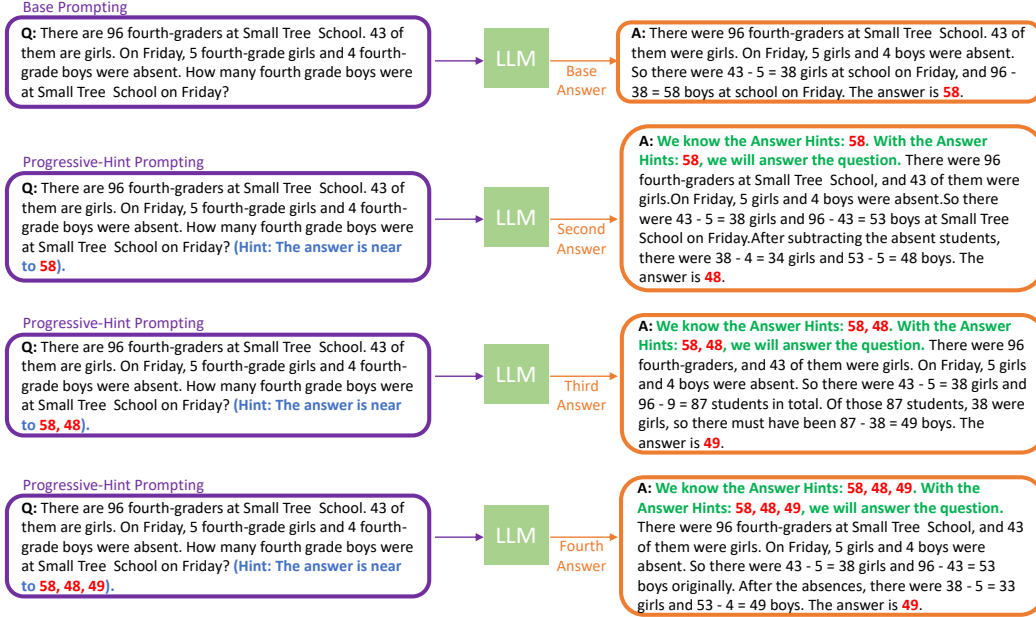 Base Prompting
Q: There are 96 fourth-graders at Small Tree School. 43 of
them are girls. On Friday, 5 fourth-grade girls and 4 fourth-
grade boys were absent. How many fourth grade boys were
at Small Tree School on Friday?
LLM
Base
Answer
A: There were 96 fourth-graders at Small Tree School. 43 of
them were girls. On Friday, 5 girls and 4 boys were absent.
So there were 43 - 5 = 38 girls at school on Friday, and 96 -
38 = 58 boys at school on Friday. The answer is 58.
Progressive-Hint Prompting
Q: There are 96 fourth-graders at Small Tree School. 43 of
them are girls. On Friday, 5 fourth-grade girls and 4 fourth-
grade boys were absent. How many fourth grade boys were
at Small Tree School on Friday? (Hint: The answer is near
to 58).
LLM
Second
Answer
A: We know the Answer Hints: 58. With the Answer
Hints: 58, we will answer the question. There were 96
fourth-graders at Small Tree School, and 43 of them were
girls.On Friday, 5 girls and 4 boys were absent.So there
were 43 - 5 = 38 girls and 96 - 43 = 53 boys at Small Tree
School on Friday.After subtracting the absent students,
there were 38 - 4 = 34 girls and 53 - 5 = 48 boys. The
answer is 48.
Progressive-Hint Prompting
Q: There are 96 fourth-graders at Small Tree School. 43 of
them are girls. On Friday, 5 fourth-grade girls and 4 fourth-
grade boys were absent. How many fourth grade boys were
at Small Tree School on Friday? (Hint: The answer is near
to 58, 48).
LLM
Third
Answer
A: We know the Answer Hints: 58, 48. With the Answer
Hints: 58, 48, we will answer the question. There were 96
fourth-graders, and 43 of them were girls. On Friday, 5 girls
and 4 boys were absent. So there were 43 - 5 = 38 girls and
96 - 9 = 87 students in total. Of those 87 students, 38 were
girls, so there must have been 87 - 38 = 49 boys. The
answer is 49.
Progressive-Hint Prompting
Q: There are 96 fourth-graders at Small Tree School. 43 of
them are girls. On Friday, 5 fourth-grade girls and 4 fourth-
grade boys were absent. How many fourth grade boys were
at Small Tree School on Friday? (Hint: The answer is near
to 58, 48, 49).
LLM
Fourth
Answer
A: We know the Answer Hints: 58, 48, 49. With the
Answer Hints: 58, 48, 49, we will answer the question.
There were 96 fourth-graders at Small Tree School, and 43
of them were girls. On Friday, 5 girls and 4 boys were
absent. So there were 43 - 5 = 38 girls and 96 - 43 = 53
boys originally. After the absences, there were 38 - 5 = 33
girls and 53 - 4 = 49 boys. The answer is 49.